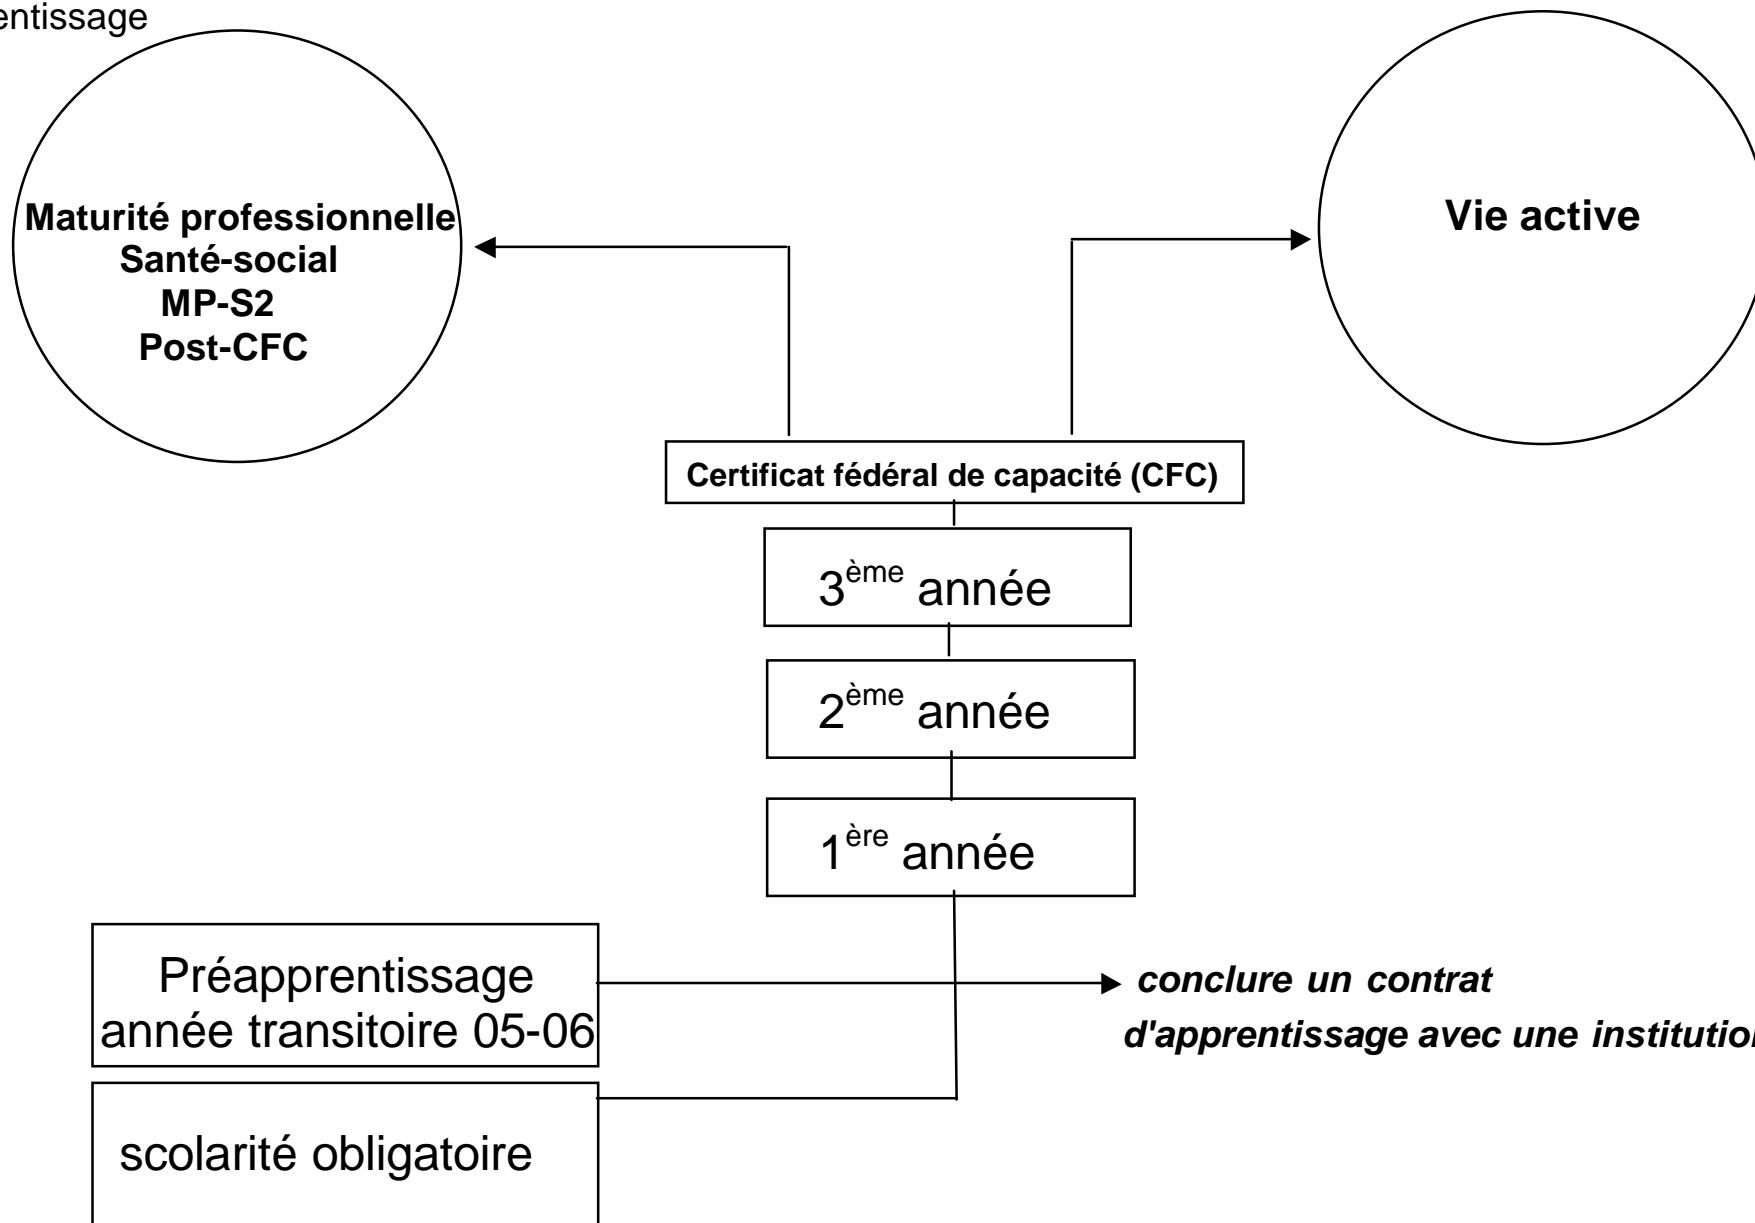 entissage
Maturité professionnelle
Santé-social
MP-S2
Post-CFC
Vie active
Certificat fédéral de capacité (CFC)
3ème année
2ème année
1ère année
Préapprentissage
année transitoire 05-06
conclure un contrat
d'apprentissage avec une institution
scolarité obligatoire